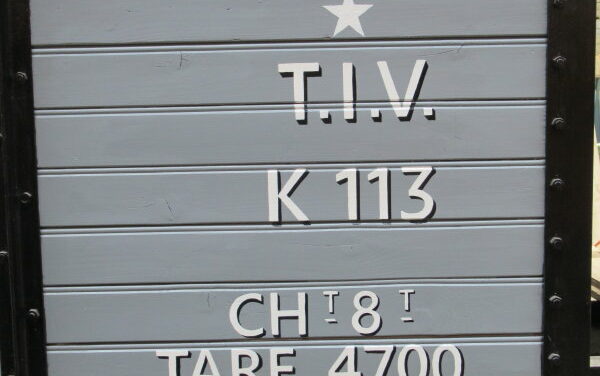 T.I.V.
K 113
CHT 8T
TARE 4700